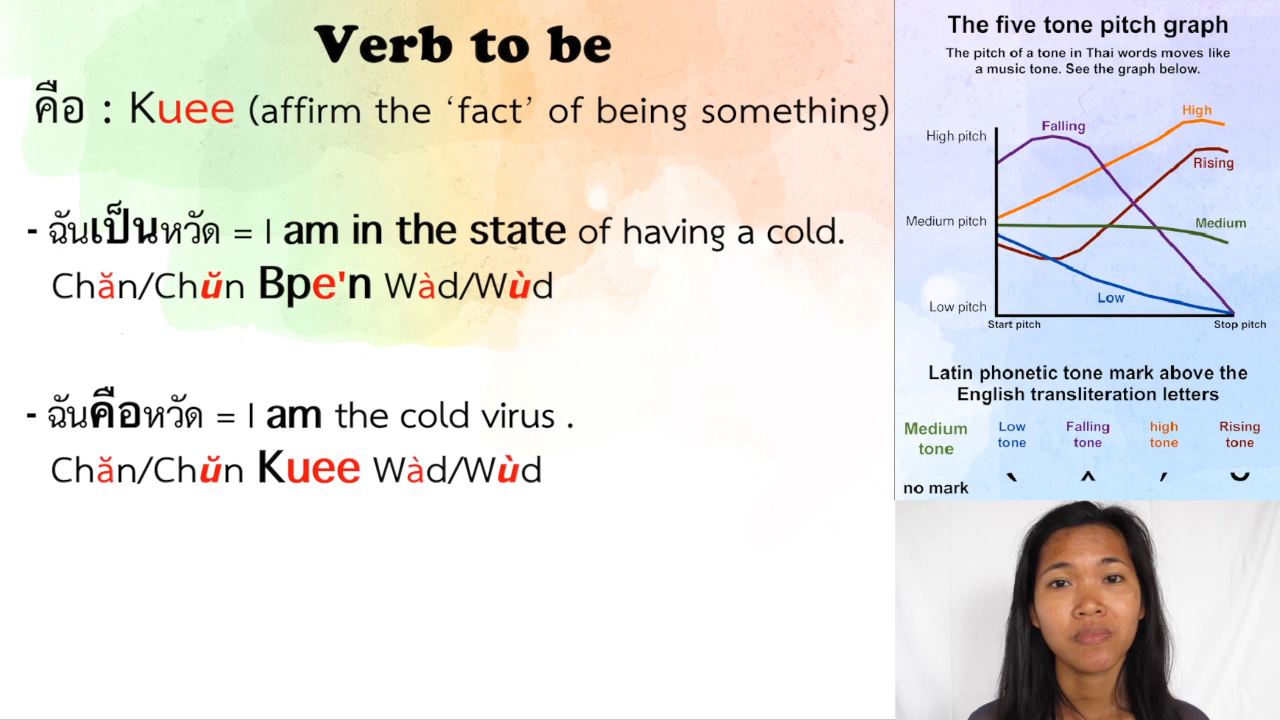 Verb to be
คือ : Kuee (affirm the ‘fact’ of being something)
- ฉันเป็นหวัด = I am in the state of having a cold.
Chăn/Chŭn Bpe'n Wàd/Wùd
- ฉันคือหวัด = I am the cold virus .
Chăn/Chŭn Kuee Wàd/Wùd
The five tone pitch graph
The pitch of a tone in Thai words moves like
a music tone. See the graph below.
High
Falling
High pitch
Rising
Medium pitch
Medium
Low
Low pitch
Start pitch
Stop pitch
Latin phonetic tone mark above the
English transliteration letters
Medium tone
Low tone
Falling tone
high tone
Rising tone
no mark ˋ ^ ˊ ˘